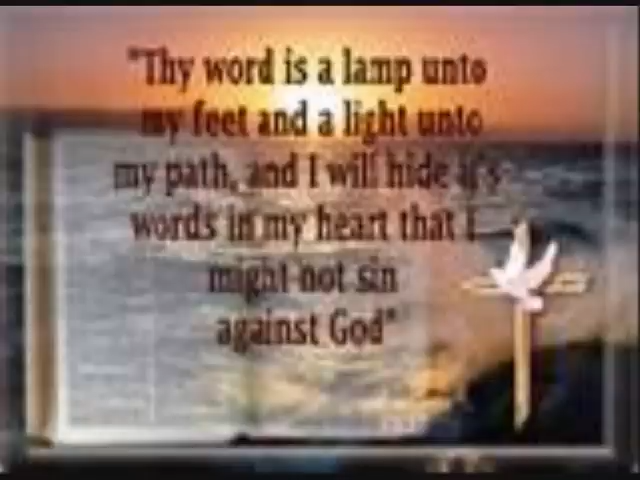 "Thy word is a lamp unto
my feet and a light unto
my path, and I will hide it's
words in my heart that I
might not sin
against God"